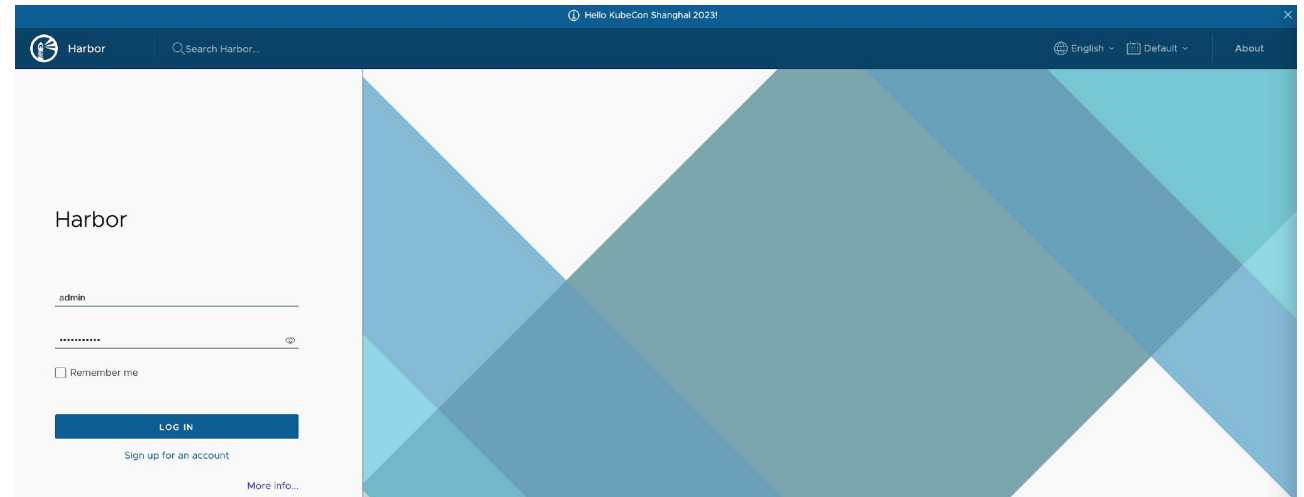 Hello KubeCon Shanghai 2023!
Harbor
Search Harbor...
English
Default
About
Harbor
admin
•••••••••••
Remember me
LOG IN
Sign up for an account
More info...